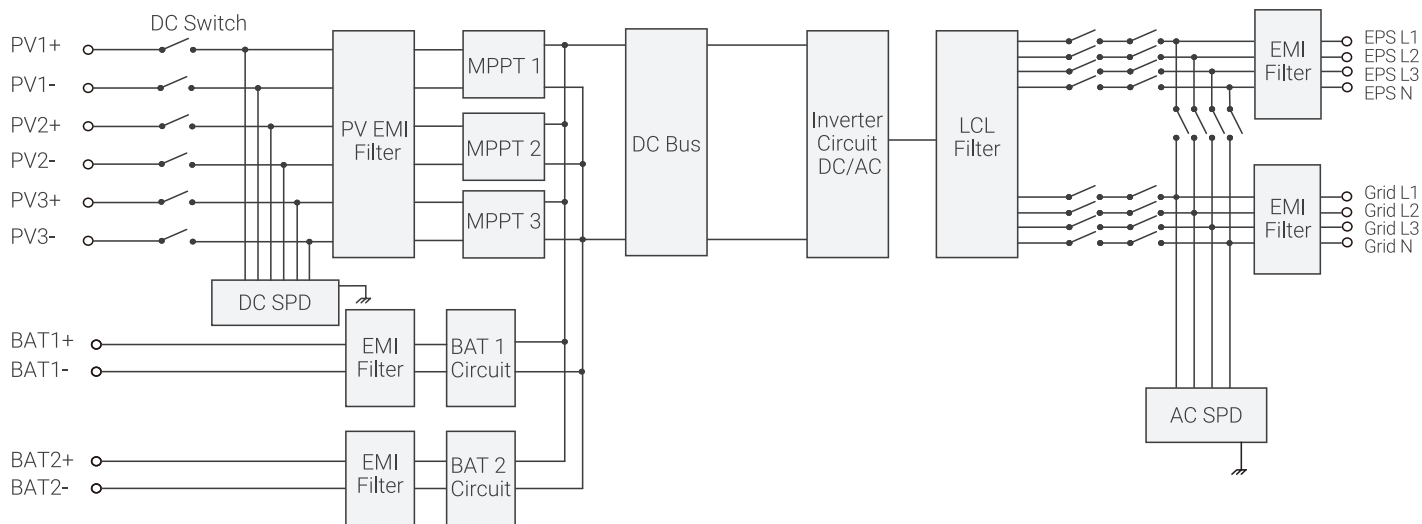 DC Switch
PV1+
PV1-
PV2+
PV2-
PV3+
PV3-
PV EMI
Filter
MPPT 1
MPPT 2
MPPT 3
DC Bus
Inverter
Circuit
DC/AC
LCL
Filter
EMI
Filter
EPS L1
EPS L2
EPS L3
EPS N
EMI
Filter
Grid L1
Grid L2
Grid L3
Grid N
DC SPD
BAT1+
BAT1-
EMI
Filter
BAT 1
Circuit
AC SPD
BAT2+
BAT2-
EMI
Filter
BAT 2
Circuit